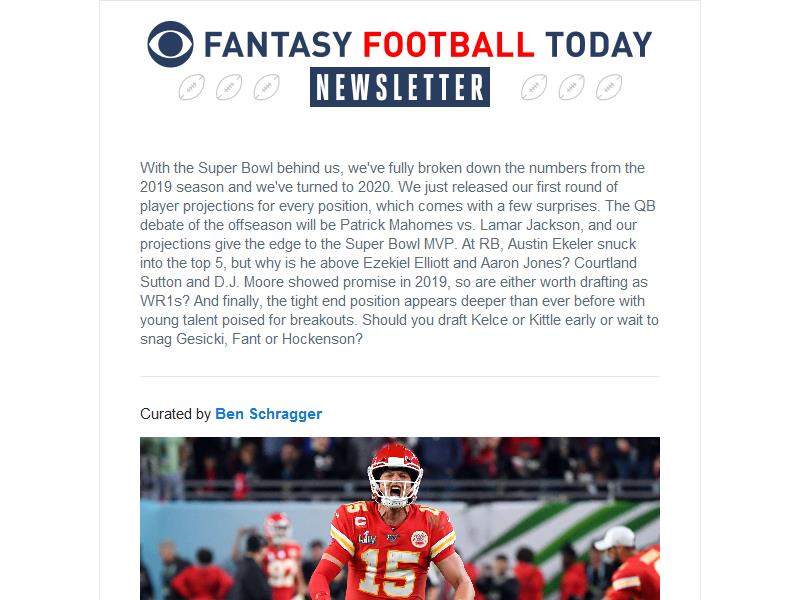 FANTASY FOOTBALL TODAY
NEWSLETTER
With the Super Bowl behind us, we've fully broken down the numbers from the
2019 season and we've turned to 2020. We just released our first round of
player projections for every position, which comes with a few surprises. The QB
debate of the offseason will be Patrick Mahomes vs. Lamar Jackson, and our
projections give the edge to the Super Bowl MVP. At RB, Austin Ekeler snuck
into the top 5, but why is he above Ezekiel Elliott and Aaron Jones? Courtland
Sutton and D.J. Moore showed promise in 2019, so are either worth drafting as
WR1s? And finally, the tight end position appears deeper than ever before with
young talent poised for breakouts. Should you draft Kelce or Kittle early or wait to
snag Gesicki, Fant or Hockenson?
Curated by Ben Schragger
15
C LIV
15